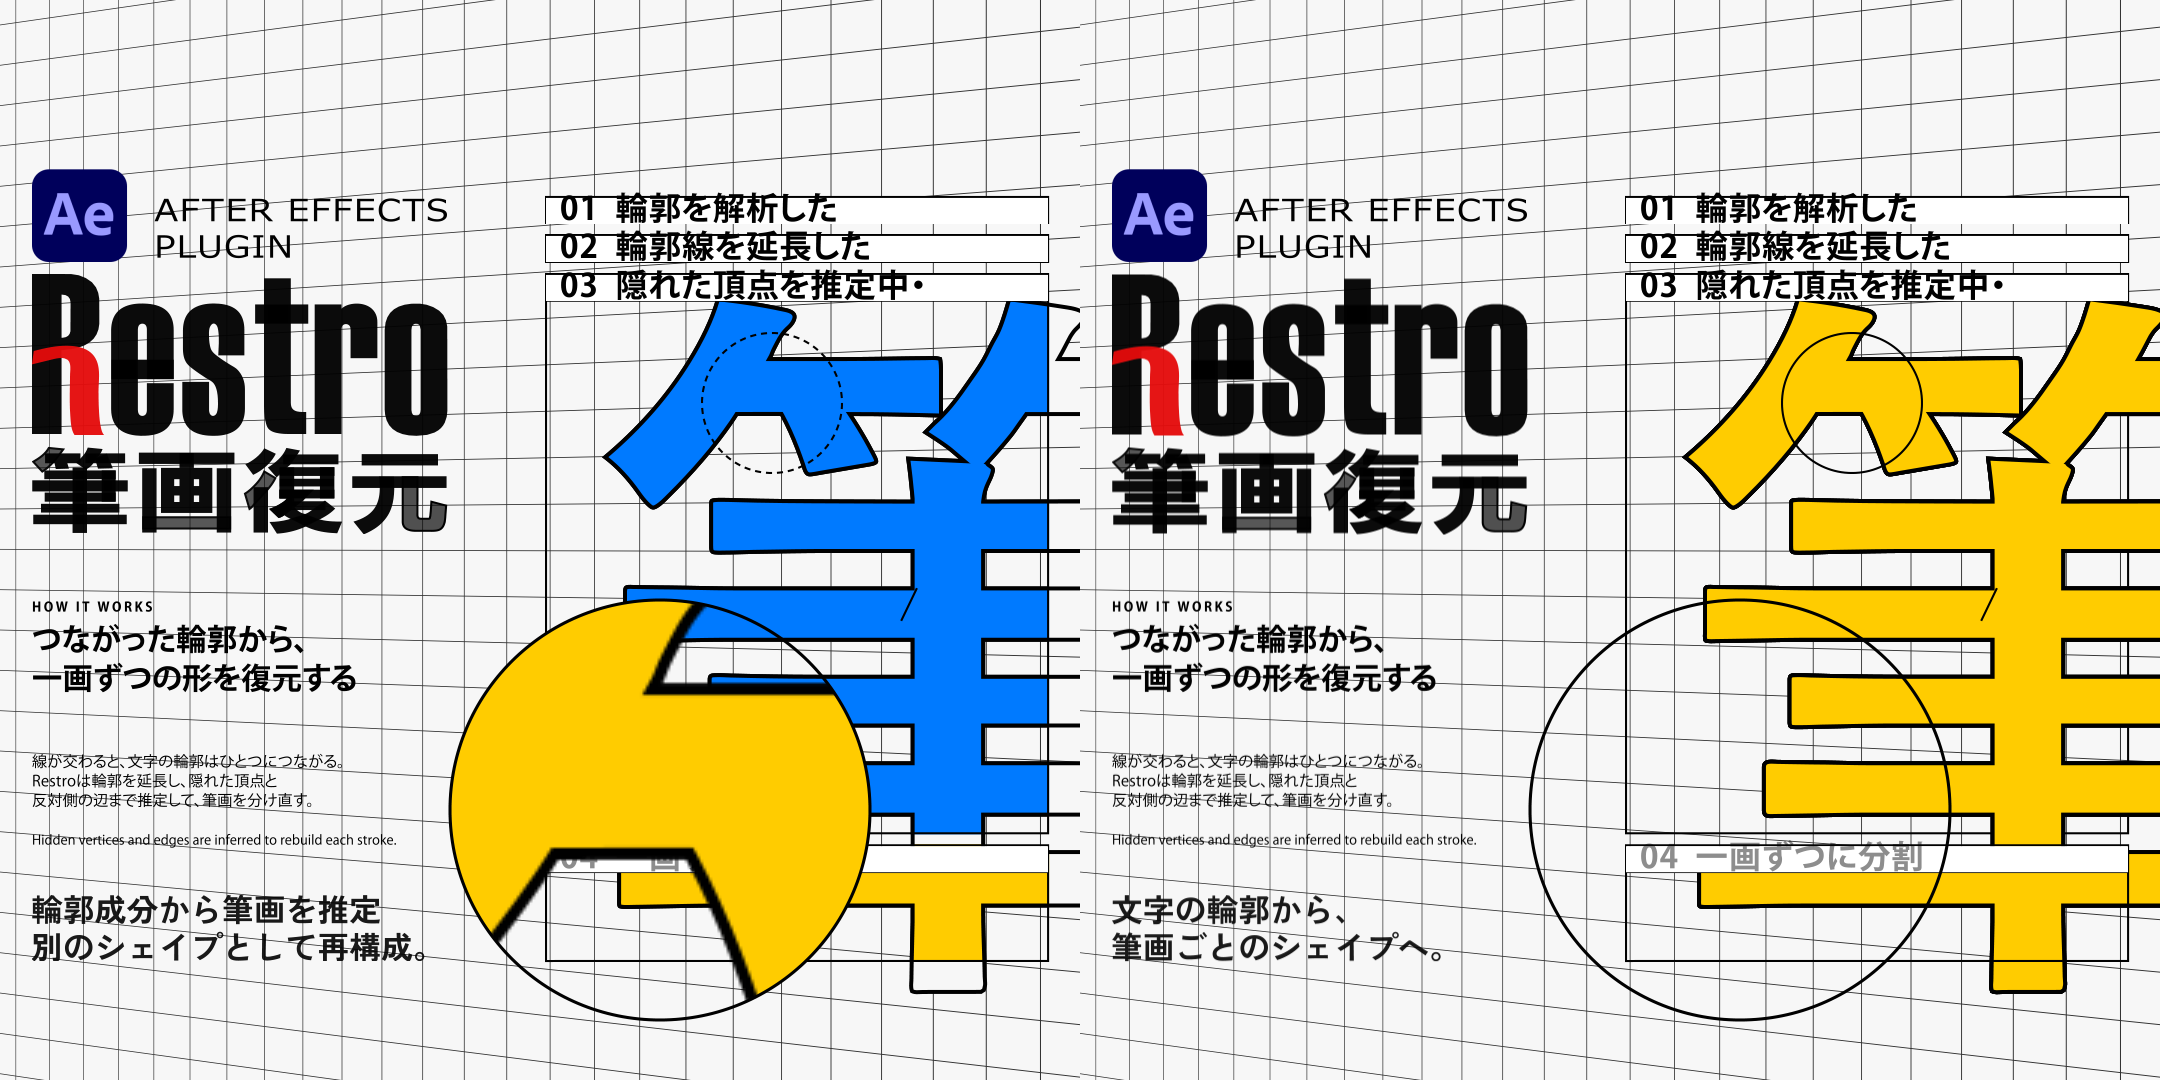 Ae
AFTER EFFECTS
PLUGIN
Restro
筆画復元
HOW IT WORKS
つながった輪郭から、
一画ずつの形を復元する
線が交わると、文字の輪郭はひとつにつながる。
Restroは輪郭を延長し、隠れた頂点と
反対側の辺まで推定して、筆画を分け直す。
Hidden vertices and edges are inferred to rebuild each stroke.
輪郭成分から筆画を推定
別のシェイプとして再構成。
01 輪郭を解析した
02 輪郭線を延長した
03 隠れた頂点を推定中・
筆
04 画
Ae
AFTER EFFECTS
PLUGIN
Restro
筆画復元
HOW IT WORKS
つながった輪郭から、
一画ずつの形を復元する
線が交わると、文字の輪郭はひとつにつながる。
Restroは輪郭を延長し、隠れた頂点と
反対側の辺まで推定して、筆画を分け直す。
Hidden vertices and edges are inferred to rebuild each stroke.
文字の輪郭から、
筆画ごとのシェイプへ。
01 輪郭を解析した
02 輪郭線を延長した
03 隠れた頂点を推定中・
筆
04 一画ずつに分割